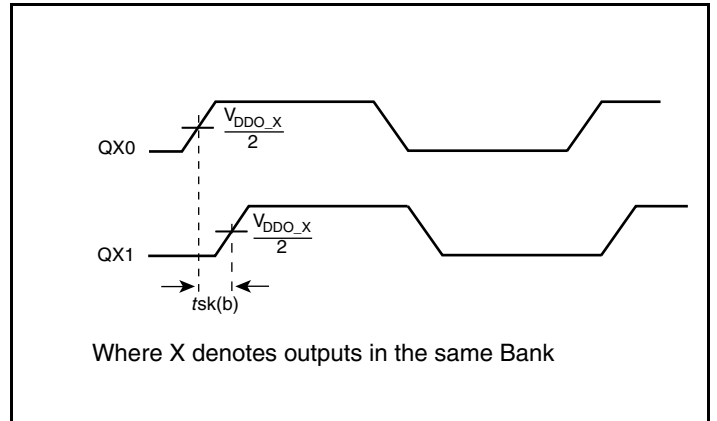 QX0
V_DDO_X
2
QX1
V_DDO_X
2
tsk(b)
Where X denotes outputs in the same Bank